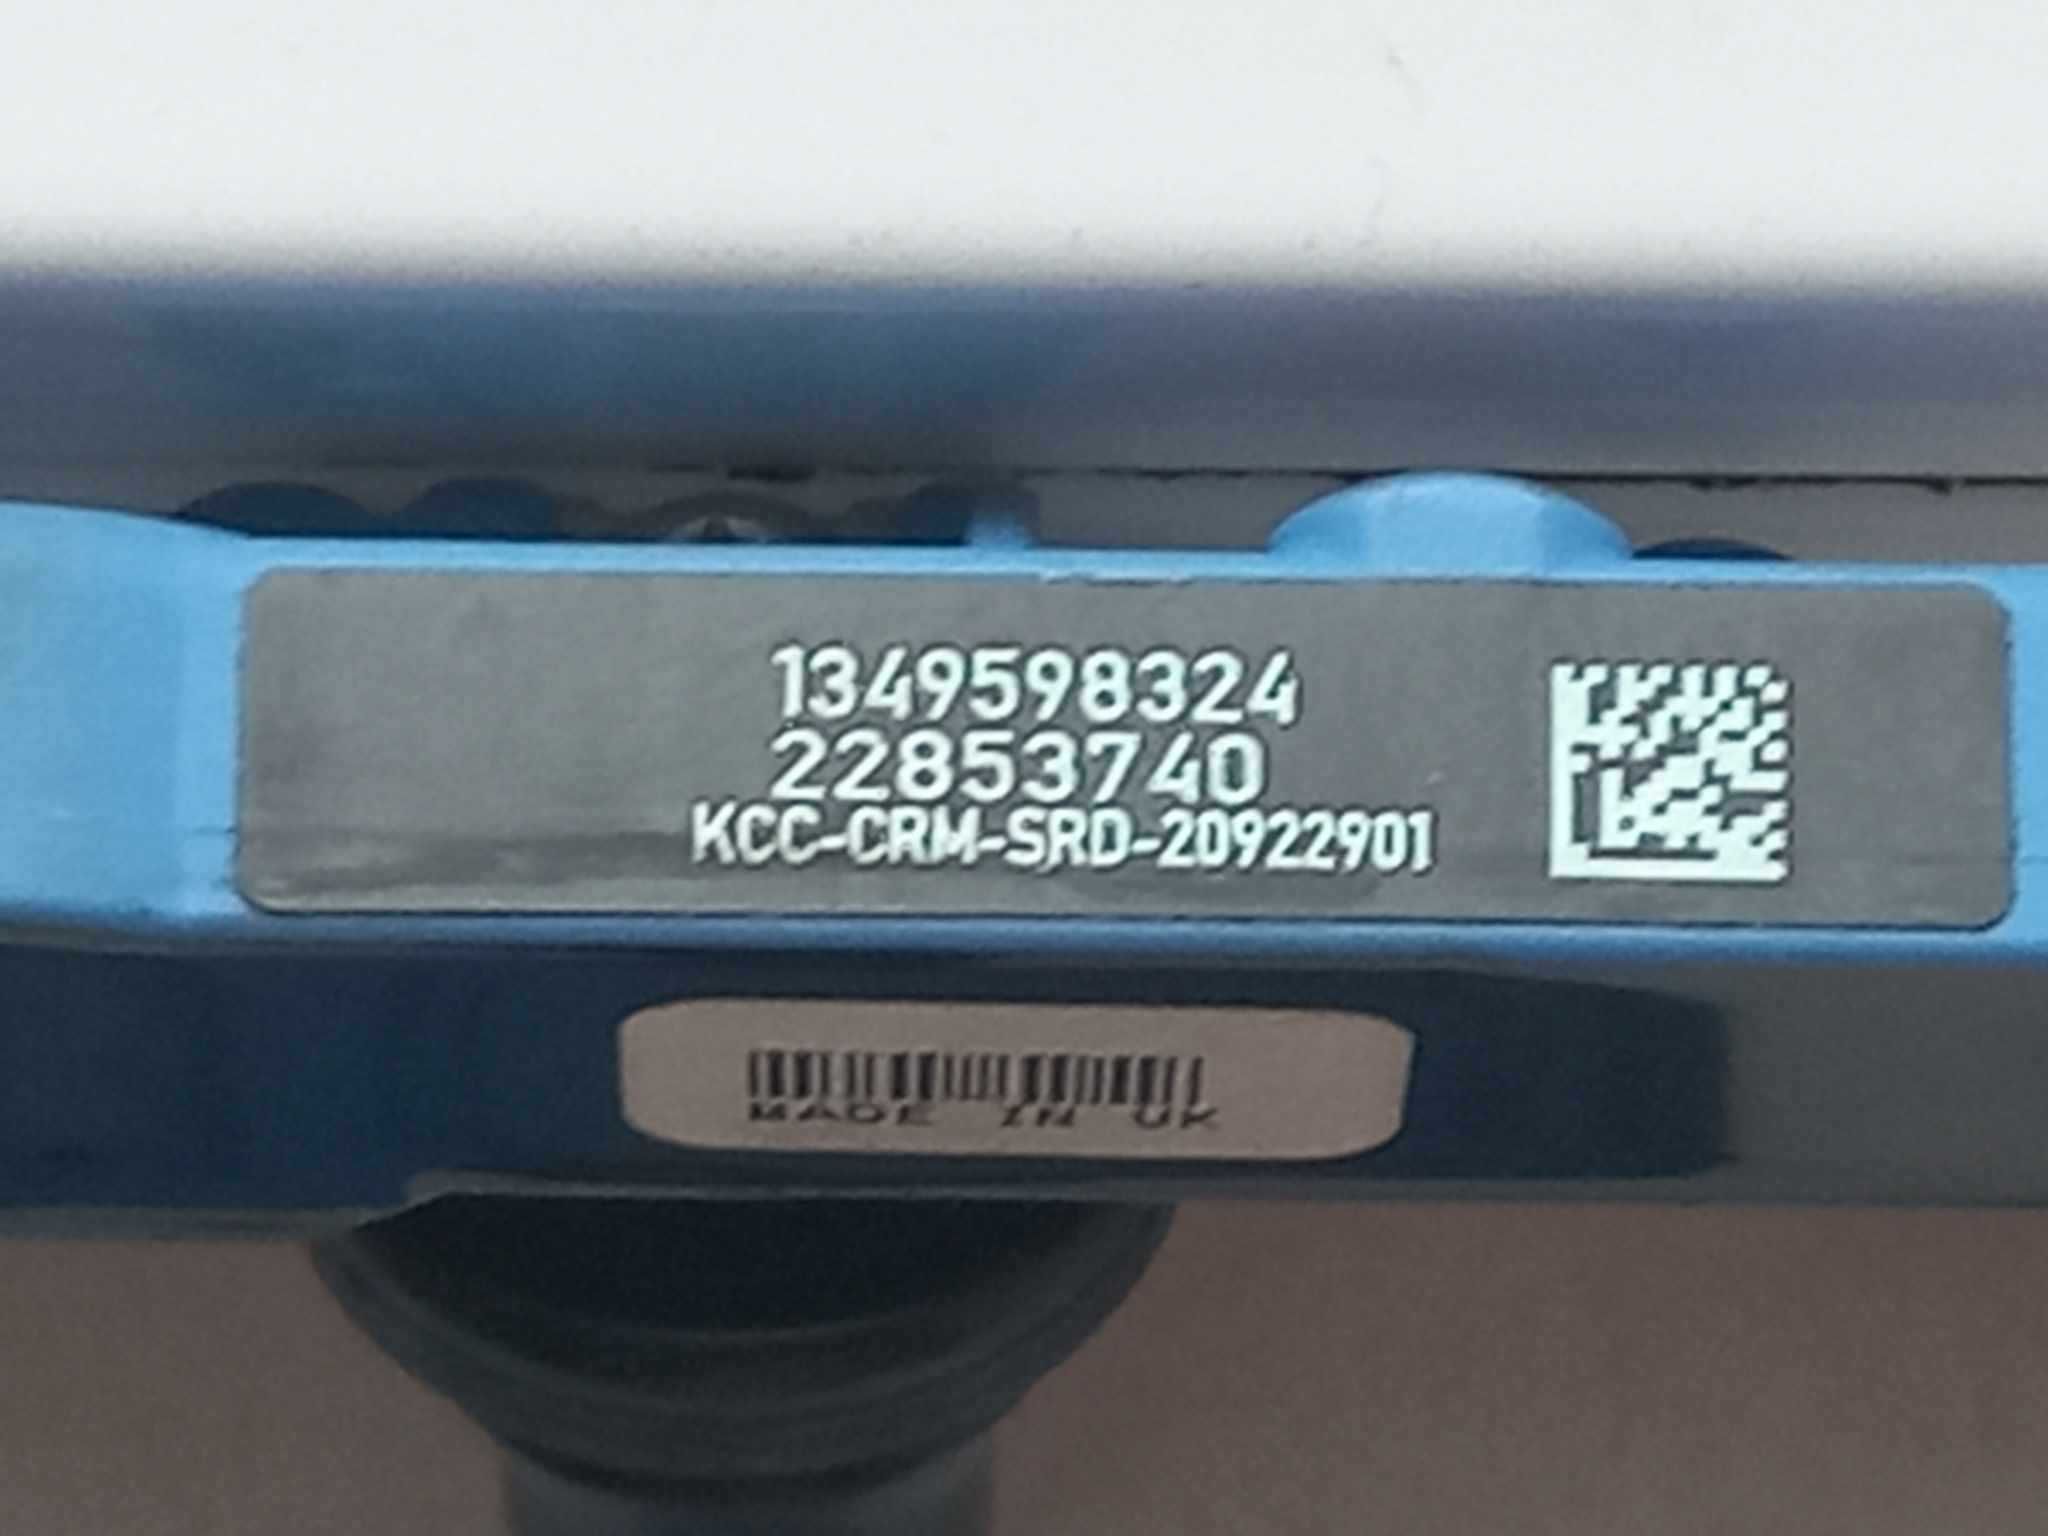 1349598324
22853740
KCC-CRM-SRD-20922901
MADE IN UK